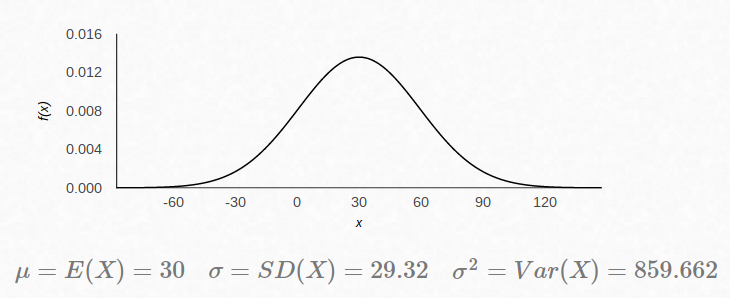 0.016
0.012
0.008
0.004
0.000
f(x)
-60 -30 0 30 60 90 120
x
μ = E(X) = 30 σ = SD(X) = 29.32 σ² = Var(X) = 859.662